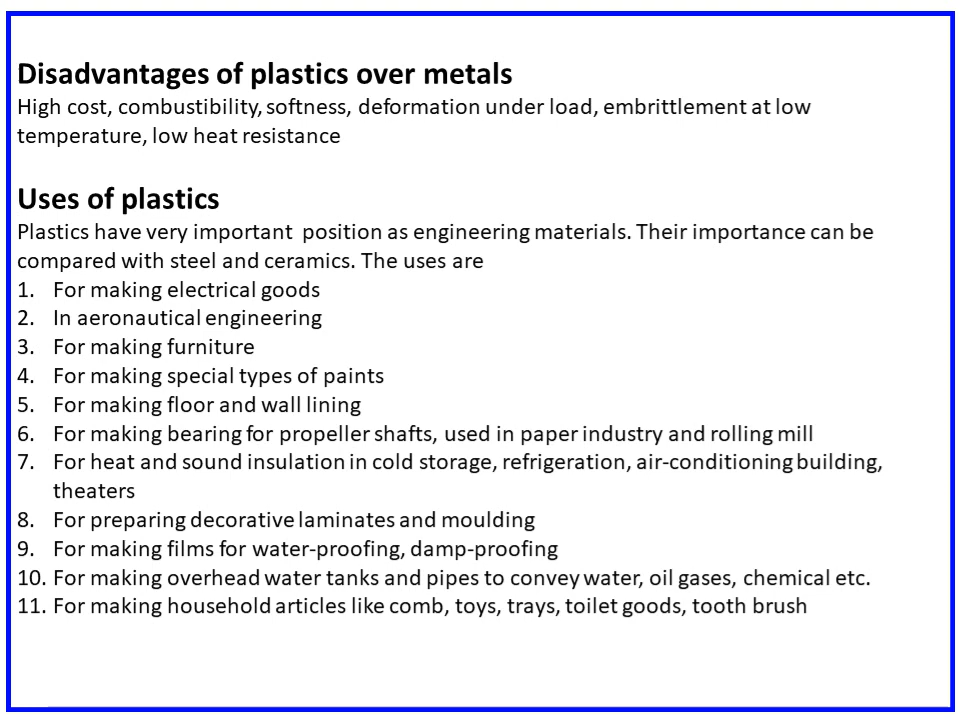 Disadvantages of plastics over metals
High cost, combustibility, softness, deformation under load, embrittlement at low
temperature, low heat resistance
Uses of plastics
Plastics have very important  position as engineering materials. Their importance can be
compared with steel and ceramics. The uses are
1. For making electrical goods
2. In aeronautical engineering
3. For making furniture
4. For making special types of paints
5. For making floor and wall lining
6. For making bearing for propeller shafts, used in paper industry and rolling mill
7. For heat and sound insulation in cold storage, refrigeration, air-conditioning building,
theaters
8. For preparing decorative laminates and moulding
9. For making films for water-proofing, damp-proofing
10. For making overhead water tanks and pipes to convey water, oil gases, chemical etc.
11. For making household articles like comb, toys, trays, toilet goods, tooth brush